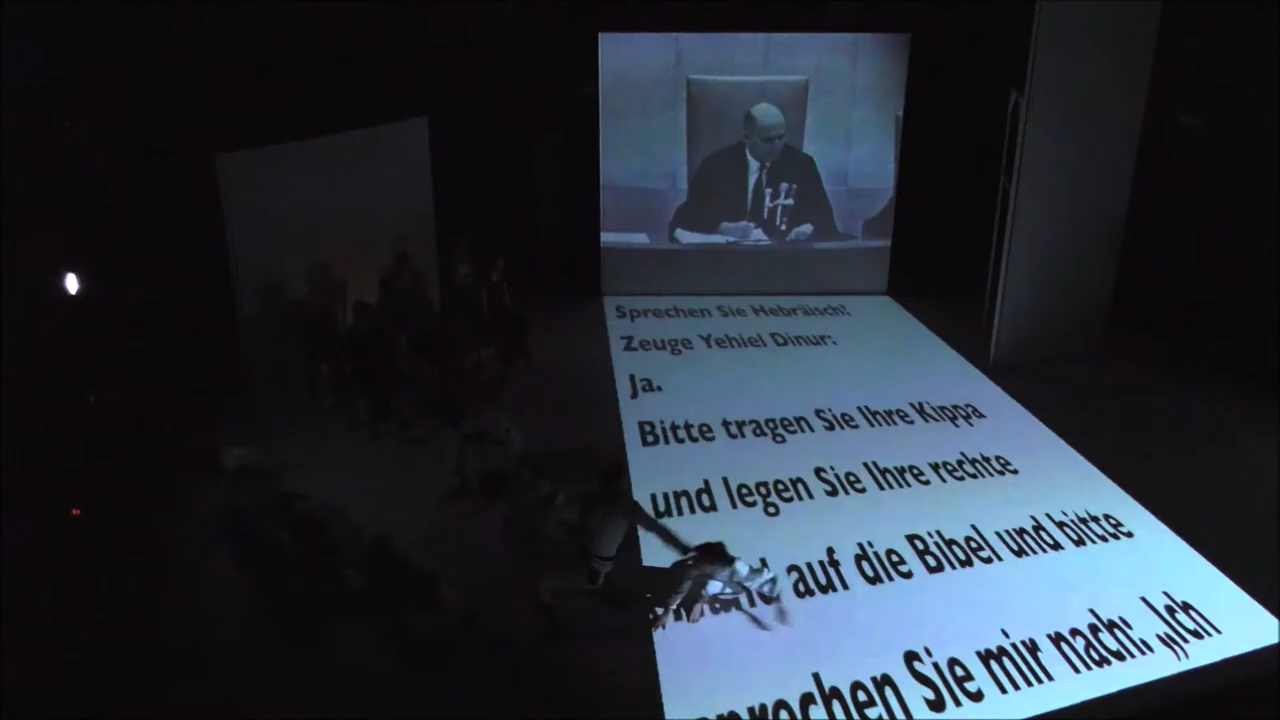 Sprechen Sie Hebräisch?
Zeuge Yehiel Dinur:
Ja.
Bitte tragen Sie Ihre Kippa
und legen Sie Ihre rechte
auf die Bibel und bitte
sprechen Sie mir nach: „Ich